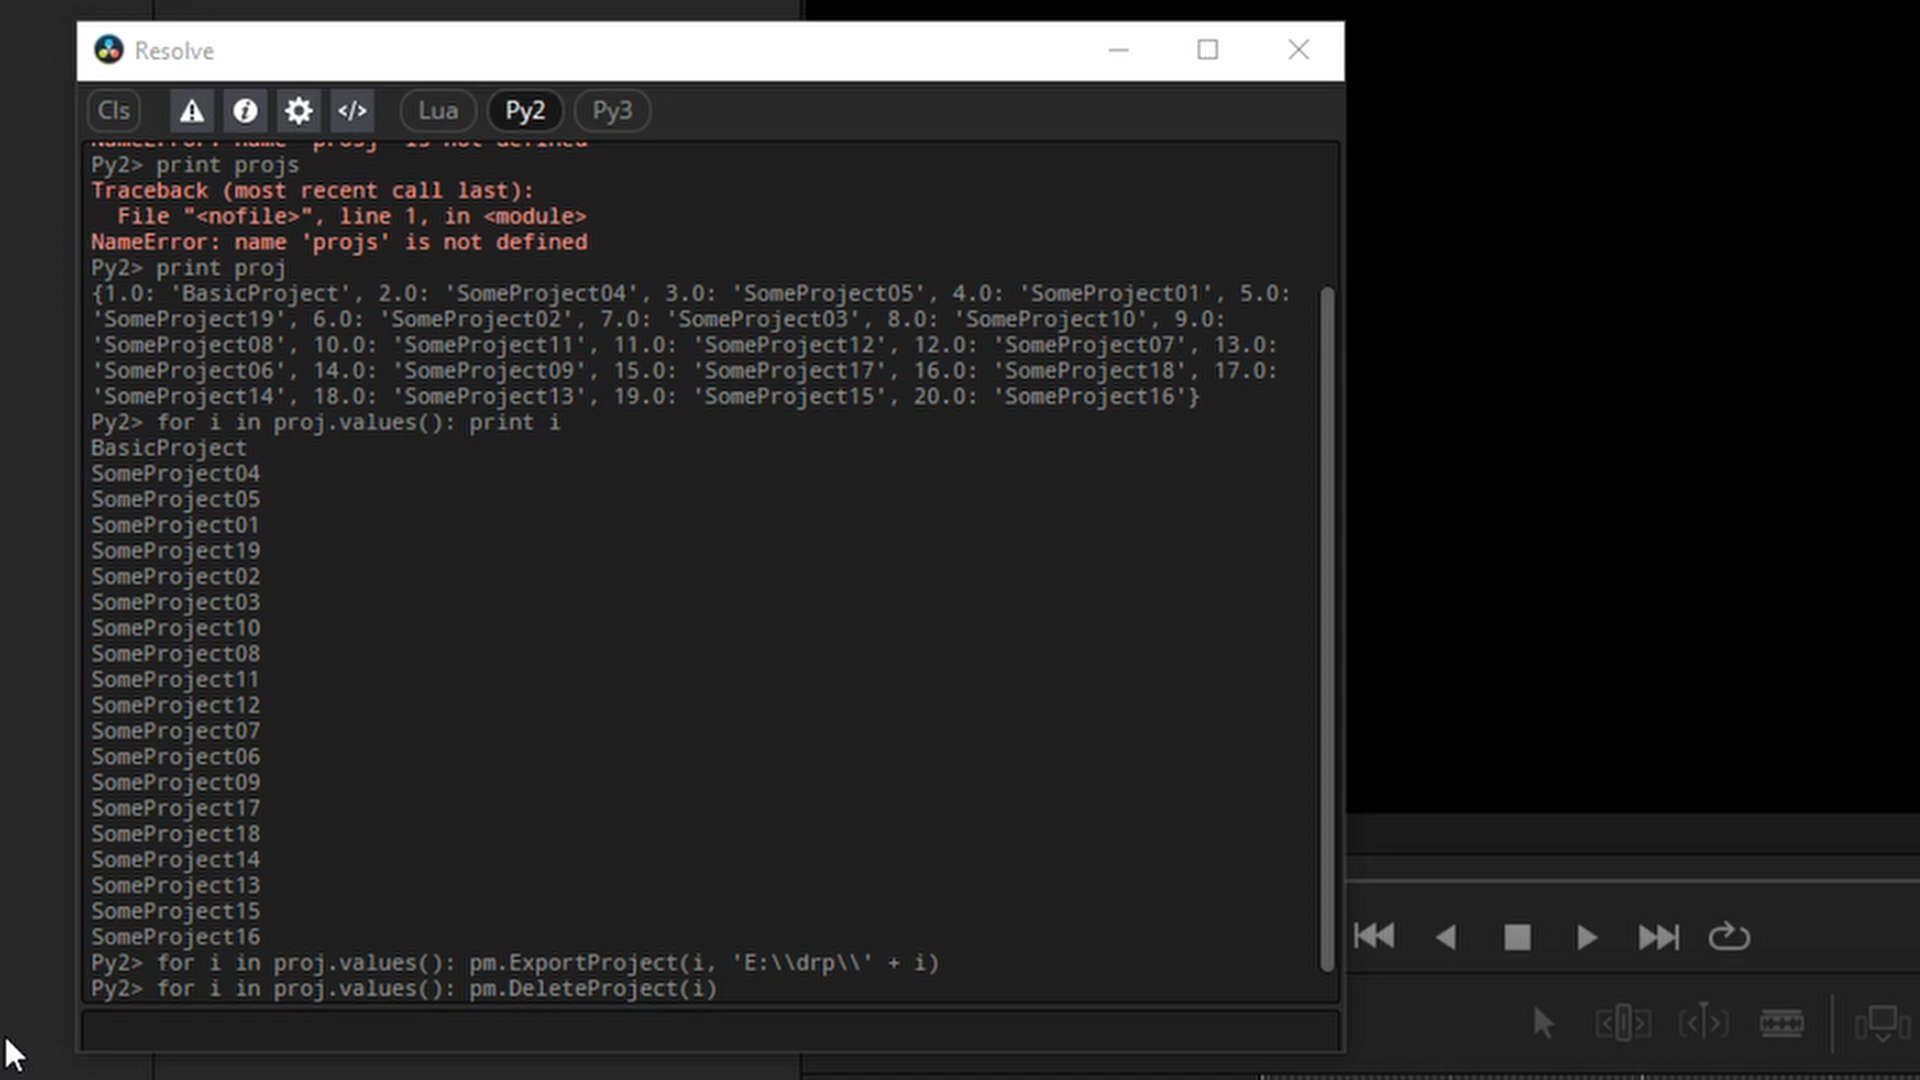 Resolve
Cls Lua Py2 Py3
NameError: name 'prosj' is not defined
Py2> print projs
Traceback (most recent call last):
  File "<nofile>", line 1, in <module>
NameError: name 'projs' is not defined
Py2> print proj
{1.0: 'BasicProject', 2.0: 'SomeProject04', 3.0: 'SomeProject05', 4.0: 'SomeProject01', 5.0:
'SomeProject19', 6.0: 'SomeProject02', 7.0: 'SomeProject03', 8.0: 'SomeProject10', 9.0:
'SomeProject08', 10.0: 'SomeProject11', 11.0: 'SomeProject12', 12.0: 'SomeProject07', 13.0:
'SomeProject06', 14.0: 'SomeProject09', 15.0: 'SomeProject17', 16.0: 'SomeProject18', 17.0:
'SomeProject14', 18.0: 'SomeProject13', 19.0: 'SomeProject15', 20.0: 'SomeProject16'}
Py2> for i in proj.values(): print i
BasicProject
SomeProject04
SomeProject05
SomeProject01
SomeProject19
SomeProject02
SomeProject03
SomeProject10
SomeProject08
SomeProject11
SomeProject12
SomeProject07
SomeProject06
SomeProject09
SomeProject17
SomeProject18
SomeProject14
SomeProject13
SomeProject15
SomeProject16
Py2> for i in proj.values(): pm.ExportProject(i, 'E:\\drp\\' + i)
Py2> for i in proj.values(): pm.DeleteProject(i)